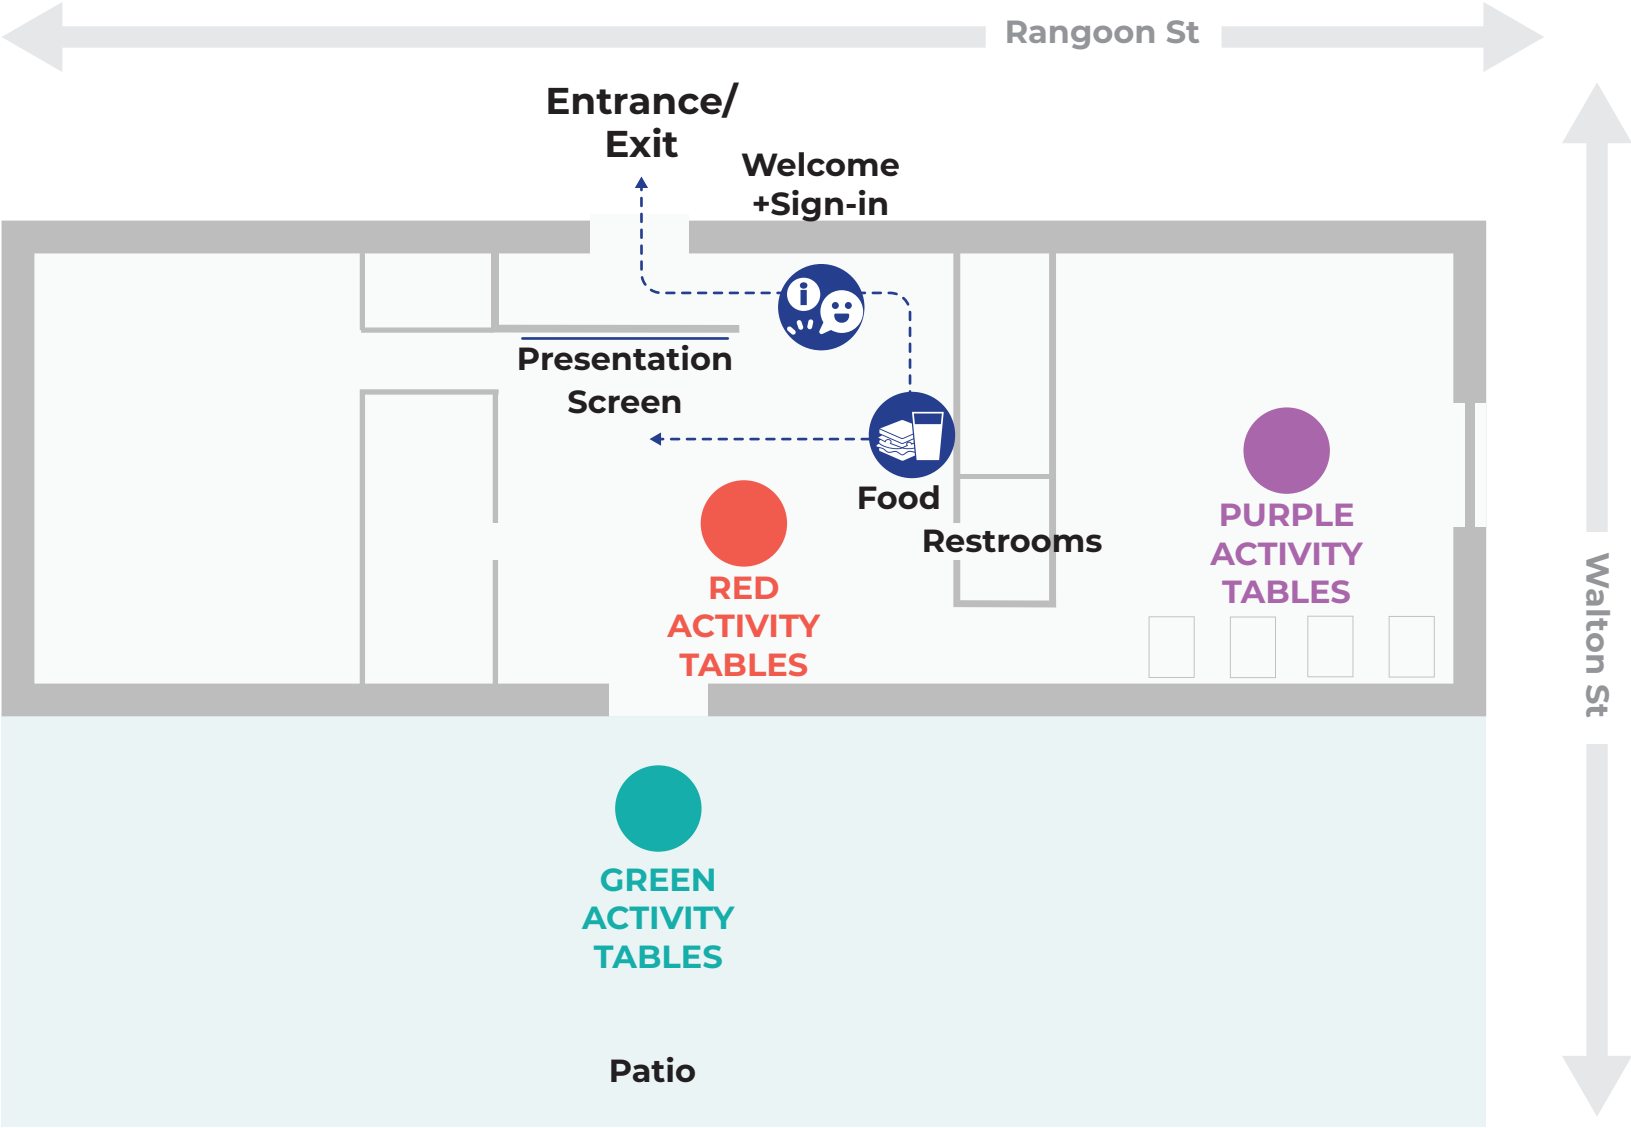 Rangoon St
Entrance/
Exit
Welcome
+Sign-in
Presentation
Screen
Food
Restrooms
RED
ACTIVITY
TABLES
PURPLE
ACTIVITY
TABLES
Walton St
GREEN
ACTIVITY
TABLES
Patio